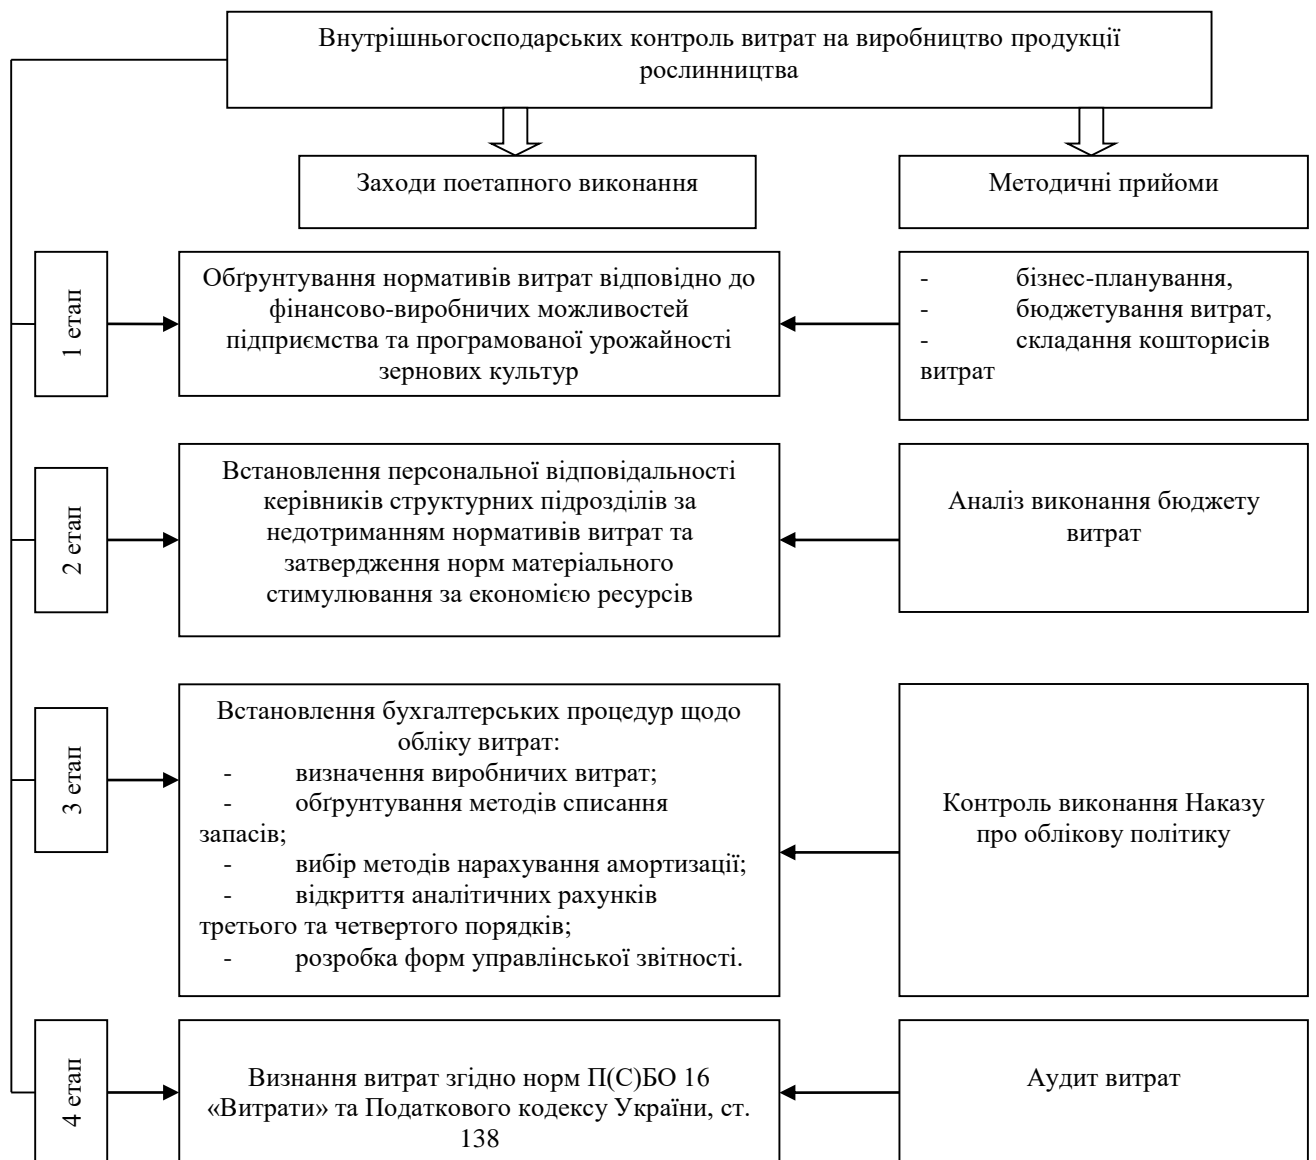 Внутрішньогосподарських контроль витрат на виробництво продукції
рослинництва
Заходи поетапного виконання
Методичні прийоми
1 етап
Обґрунтування нормативів витрат відповідно до
фінансово-виробничих можливостей
підприємства та програмованої урожайності
зернових культур
- бізнес-планування,
- бюджетування витрат,
- складання кошторисів
витрат
2 етап
Встановлення персональної відповідальності
керівників структурних підрозділів за
недотриманням нормативів витрат та
затвердження норм матеріального
стимулювання за економією ресурсів
Аналіз виконання бюджету
витрат
3 етап
Встановлення бухгалтерських процедур щодо
обліку витрат:
- визначення виробничих витрат;
- обґрунтування методів списання
запасів;
- вибір методів нарахування амортизації;
- відкриття аналітичних рахунків
третього та четвертого порядків;
- розробка форм управлінської звітності.
Контроль виконання Наказу
про облікову політику
4 етап
Визнання витрат згідно норм П(С)БО 16
«Витрати» та Податкового кодексу України, ст.
138
Аудит витрат